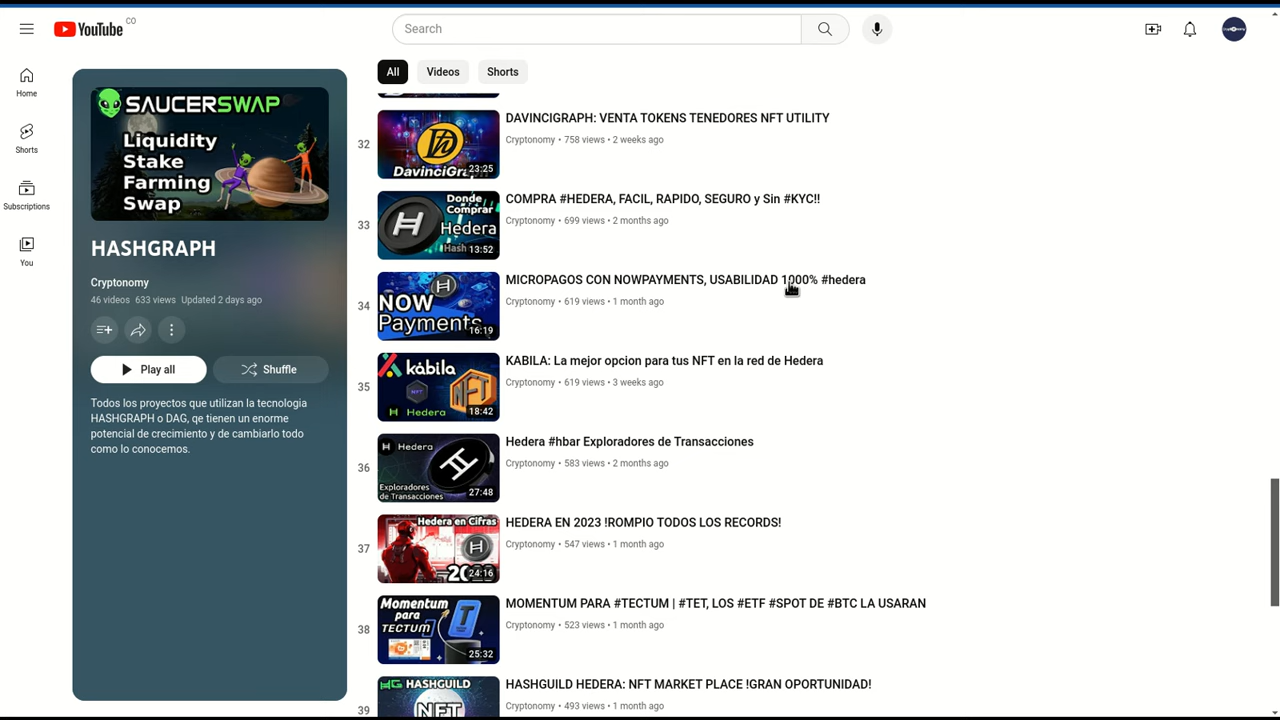 YouTube CO
Search
Home
Shorts
Subscriptions
You
SAUCERSWAP
Liquidity
Stake
Farming
Swap
HASHGRAPH
Cryptonomy
46 videos 633 views Updated 2 days ago
Play all
Shuffle
Todos los proyectos que utilizan la tecnologia
HASHGRAPH o DAG, qe tienen un enorme
potencial de crecimiento y de cambiarlo todo
como lo conocemos.
All
Videos
Shorts
32
23:25
DAVINCIGRAPH: VENTA TOKENS TENEDORES NFT UTILITY
Cryptonomy • 758 views • 2 weeks ago
33
Donde
Comprar
Hedera
Hash
13:52
COMPRA #HEDERA, FACIL, RAPIDO, SEGURO y Sin #KYC!!
Cryptonomy • 699 views • 2 months ago
34
NOW
Payments
16:19
MICROPAGOS CON NOWPAYMENTS, USABILIDAD 1000% #hedera
Cryptonomy • 619 views • 1 month ago
35
kabila
NFT
Hedera
18:42
KABILA: La mejor opcion para tus NFT en la red de Hedera
Cryptonomy • 619 views • 3 weeks ago
36
Hedera
Exploradores
de Transacciones
27:48
Hedera #hbar Exploradores de Transacciones
Cryptonomy • 583 views • 2 months ago
37
Hedera en Cifras
24:16
HEDERA EN 2023 !ROMPIO TODOS LOS RECORDS!
Cryptonomy • 547 views • 1 month ago
38
Momentum
para
TECTUM
25:32
MOMENTUM PARA #TECTUM | #TET, LOS #ETF #SPOT DE #BTC LA USARAN
Cryptonomy • 523 views • 1 month ago
39
HASHGUILD
NFT
HASHGUILD HEDERA: NFT MARKET PLACE !GRAN OPORTUNIDAD!
Cryptonomy • 493 views • 1 month ago